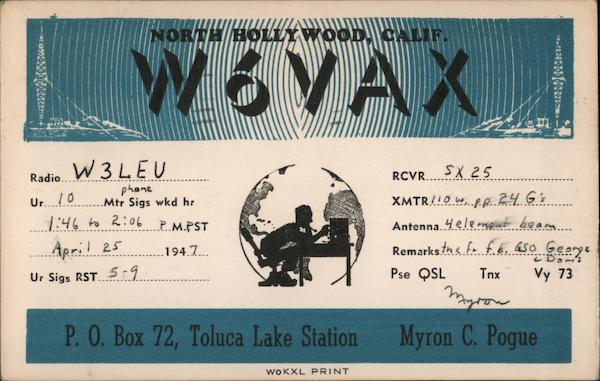 NORTH HOLLYWOOD, CALIF.
W6VAX
Radio W3LEU
Ur 10 phone Mtr Sigs wkd hr
1:46 to 2:06 P.M.PST
April 25 1947
Ur Sigs RST 5-9
RCVR SX 25
XMTR 110 w. pp 24 G's
Antenna 4 element beam
Remarks tnx fr f.b. QSO George
& Doris
Pse QSL Tnx Vy 73
Myron
P. O. Box 72, Toluca Lake Station Myron C. Pogue
WØKXL PRINT